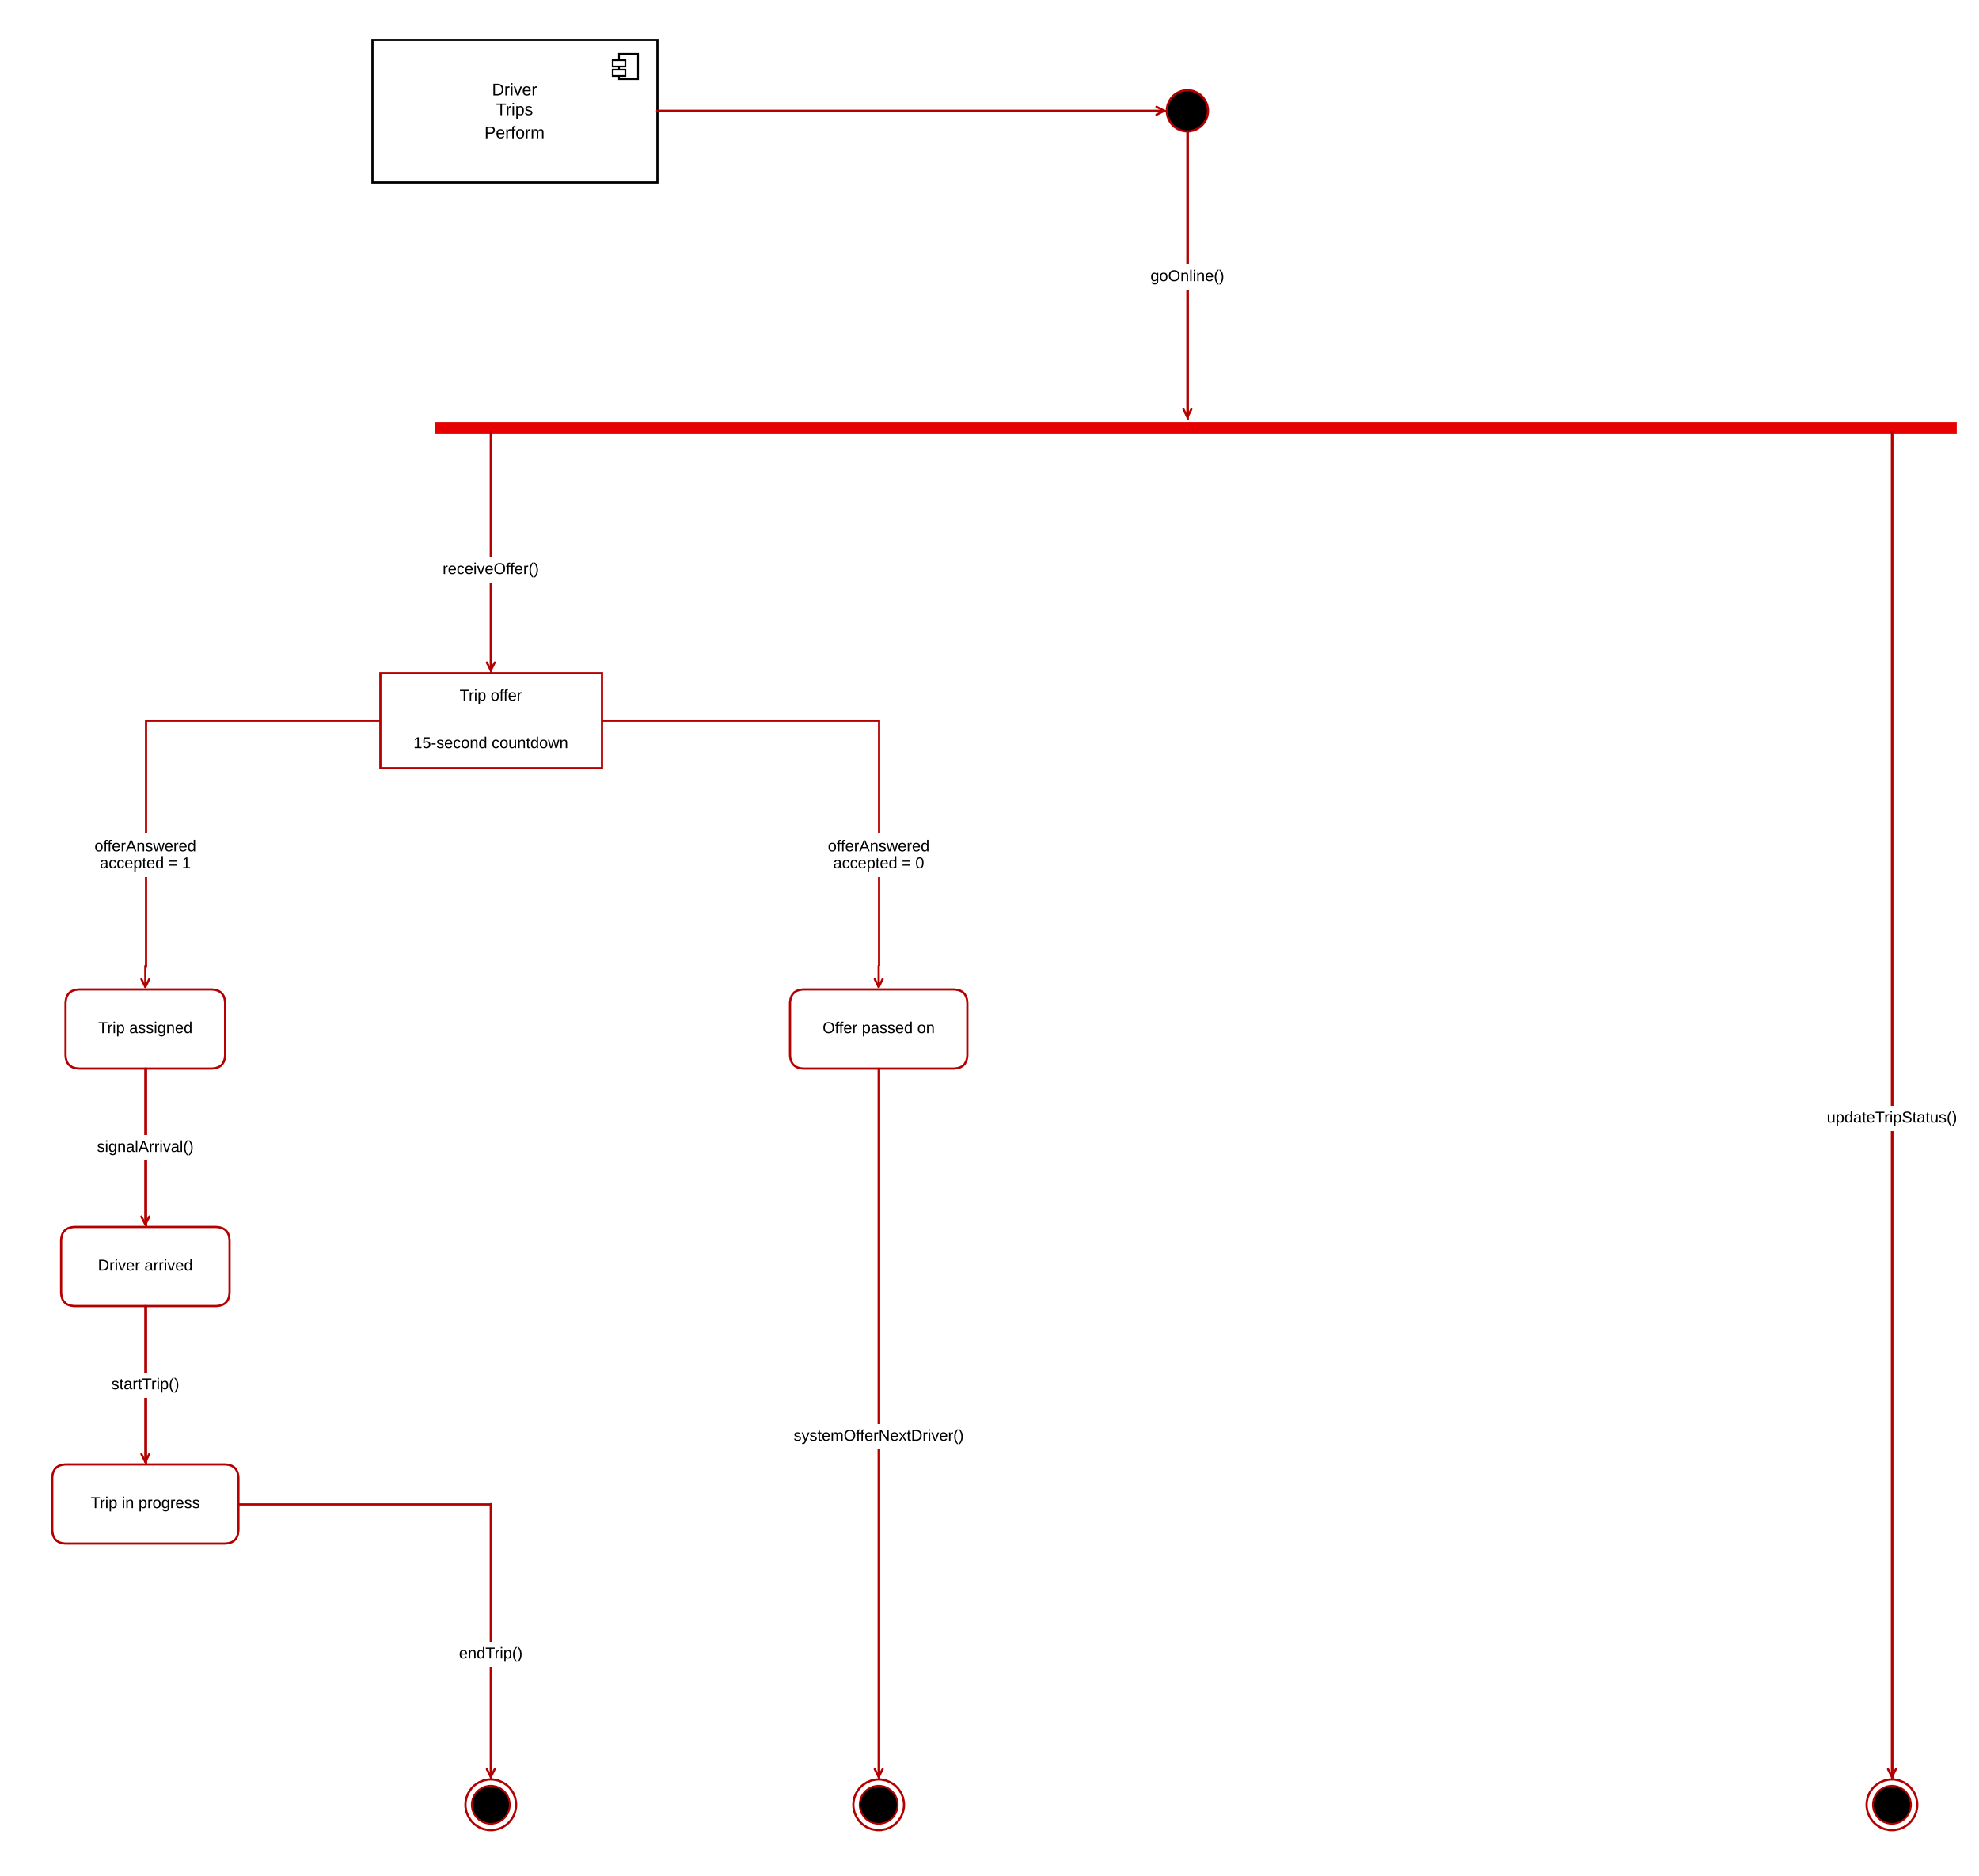 Driver
Trips
Perform
goOnline()
receiveOffer()
Trip offer
15-second countdown
offerAnswered
accepted = 1
offerAnswered
accepted = 0
Trip assigned
Offer passed on
updateTripStatus()
signalArrival()
Driver arrived
startTrip()
systemOfferNextDriver()
Trip in progress
endTrip()